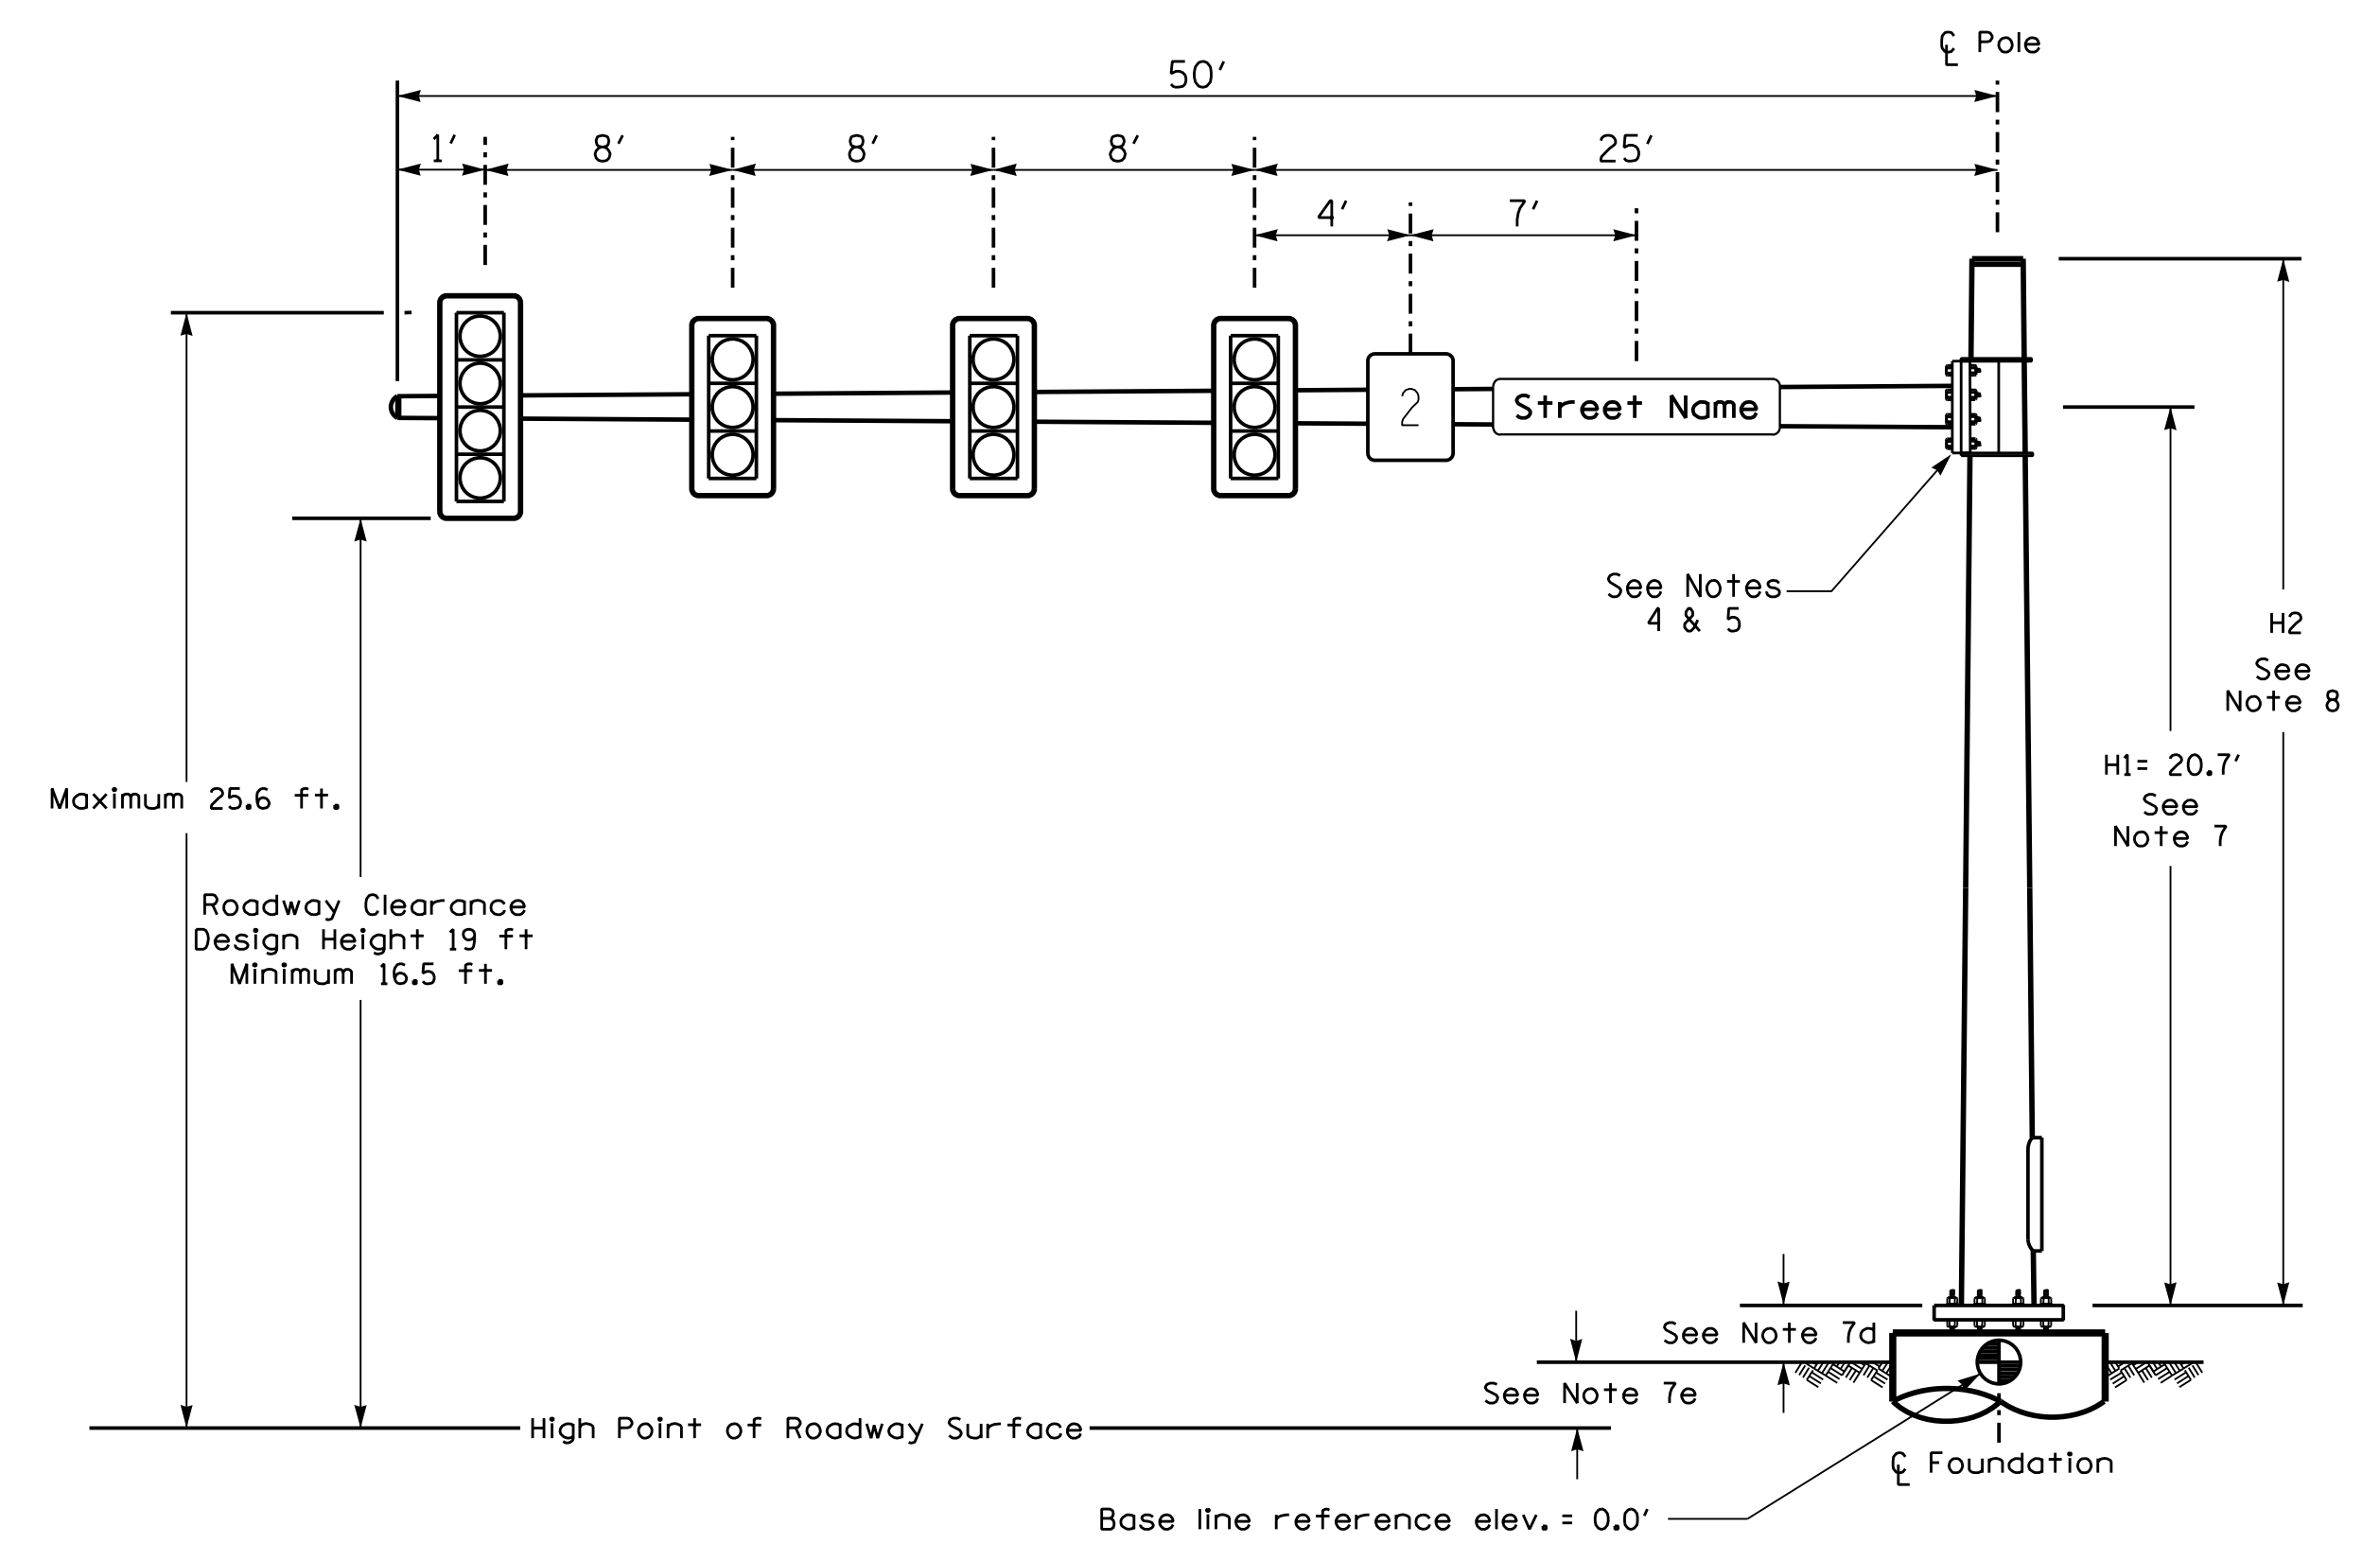 ℄ Pole
50'
1'
8'
8'
8'
25'
4'
7'
2
Street Name
See Notes
4 & 5
H2
See
Note 8
H1= 20.7'
See
Note 7
Maximum 25.6 ft.
Roadway Clearance
Design Height 19 ft
Minimum 16.5 ft.
See Note 7d
See Note 7e
High Point of Roadway Surface
℄ Foundation
Base line reference elev. = 0.0'